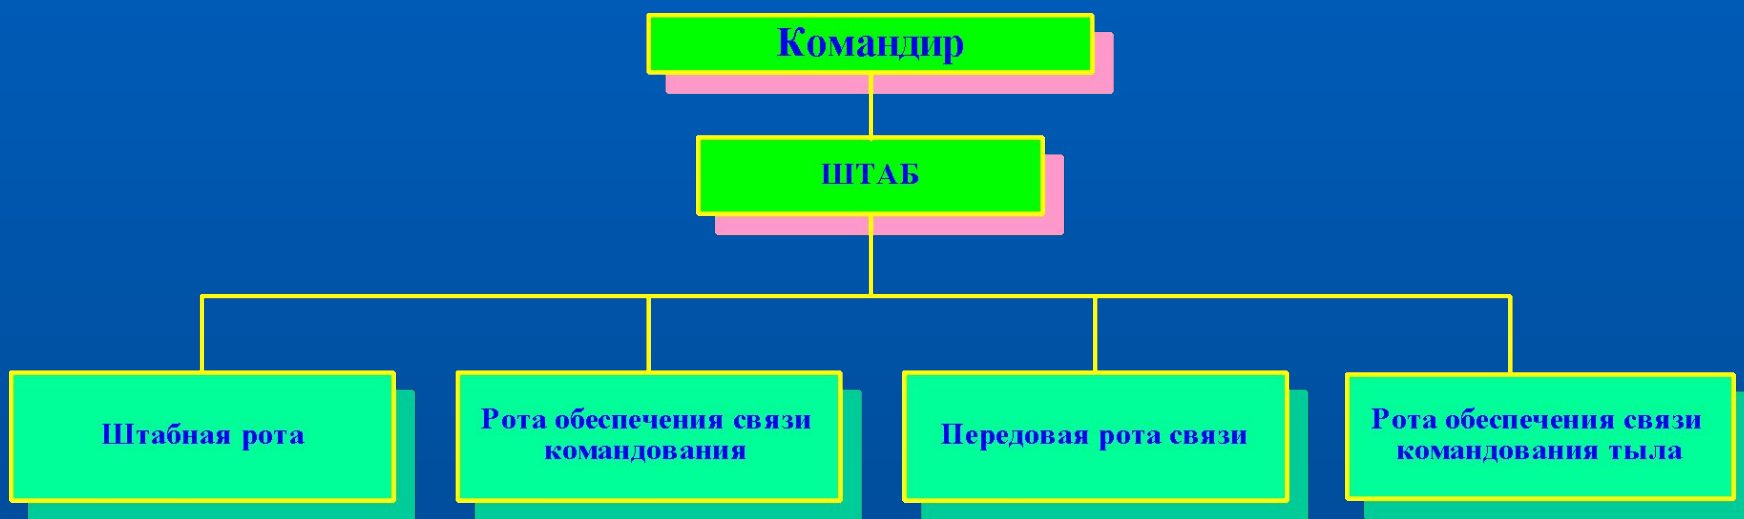 Командир
ШТАБ
Штабная рота
Рота обеспечения связи
командования
Передовая рота связи
Рота обеспечения связи
командования тыла